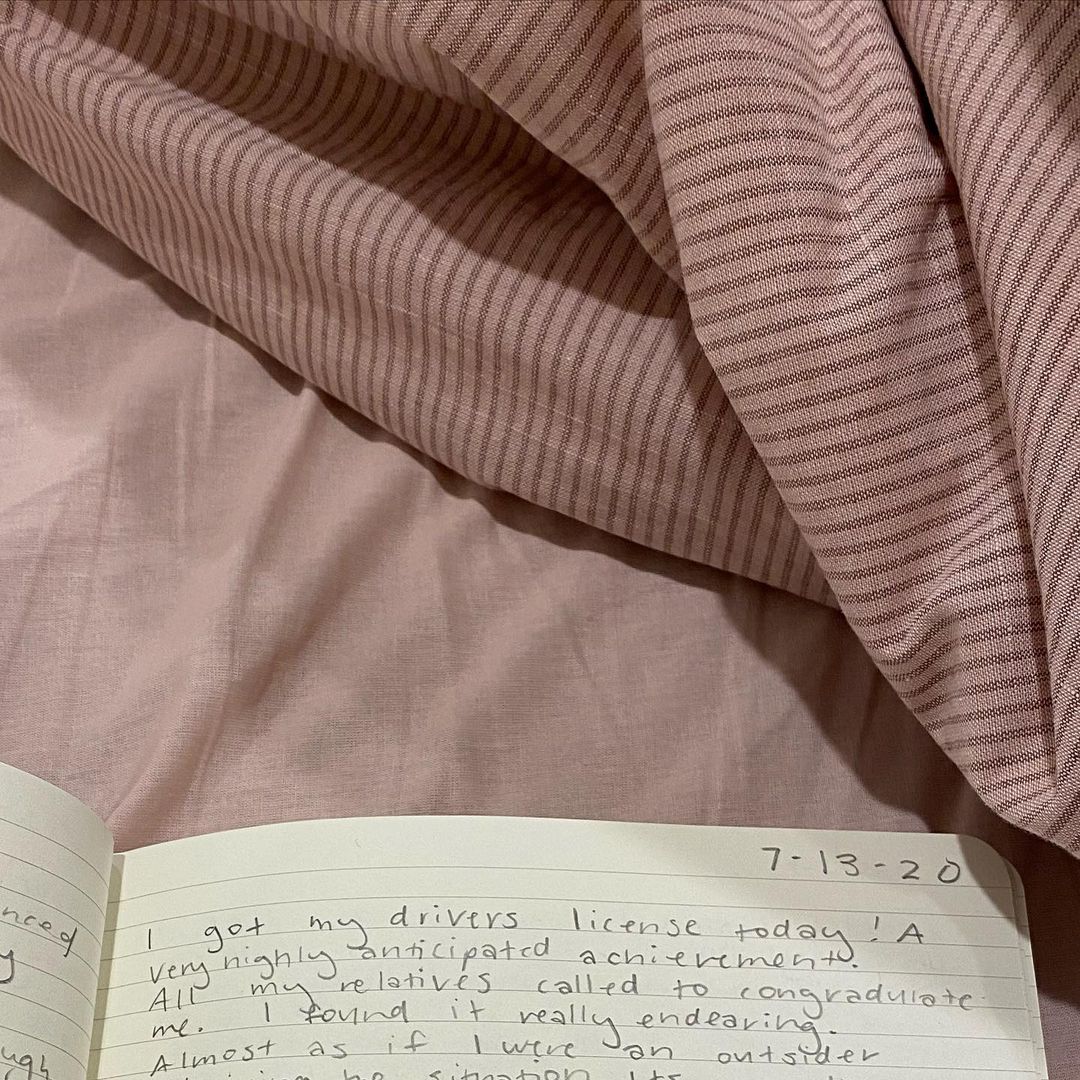 nced
y
ugh
7-13-20
I got my drivers license today! A
very highly anticipated achievement.
All my relatives called to congradulate
me. I found it really endearing.
Almost as if I were an outsider
situation